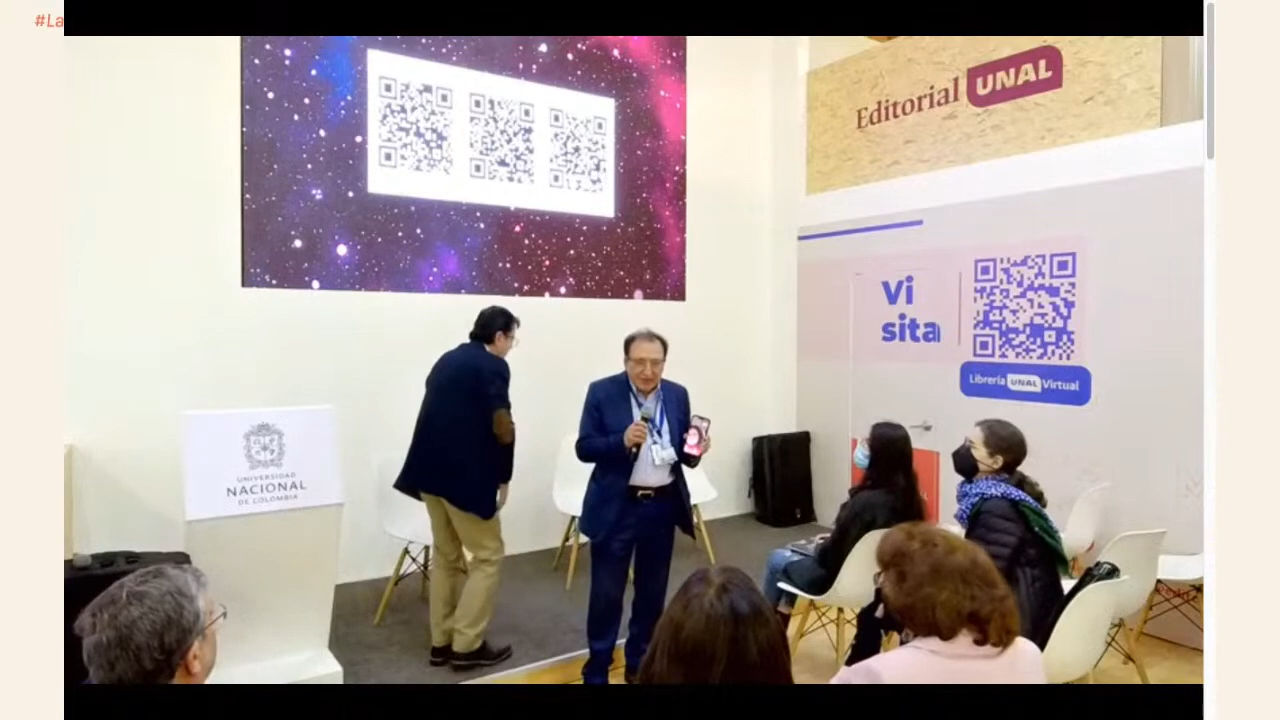 #La
Editorial UNAL
Vi
sita
Librería UNAL Virtual
UNIVERSIDAD
NACIONAL
DE COLOMBIA